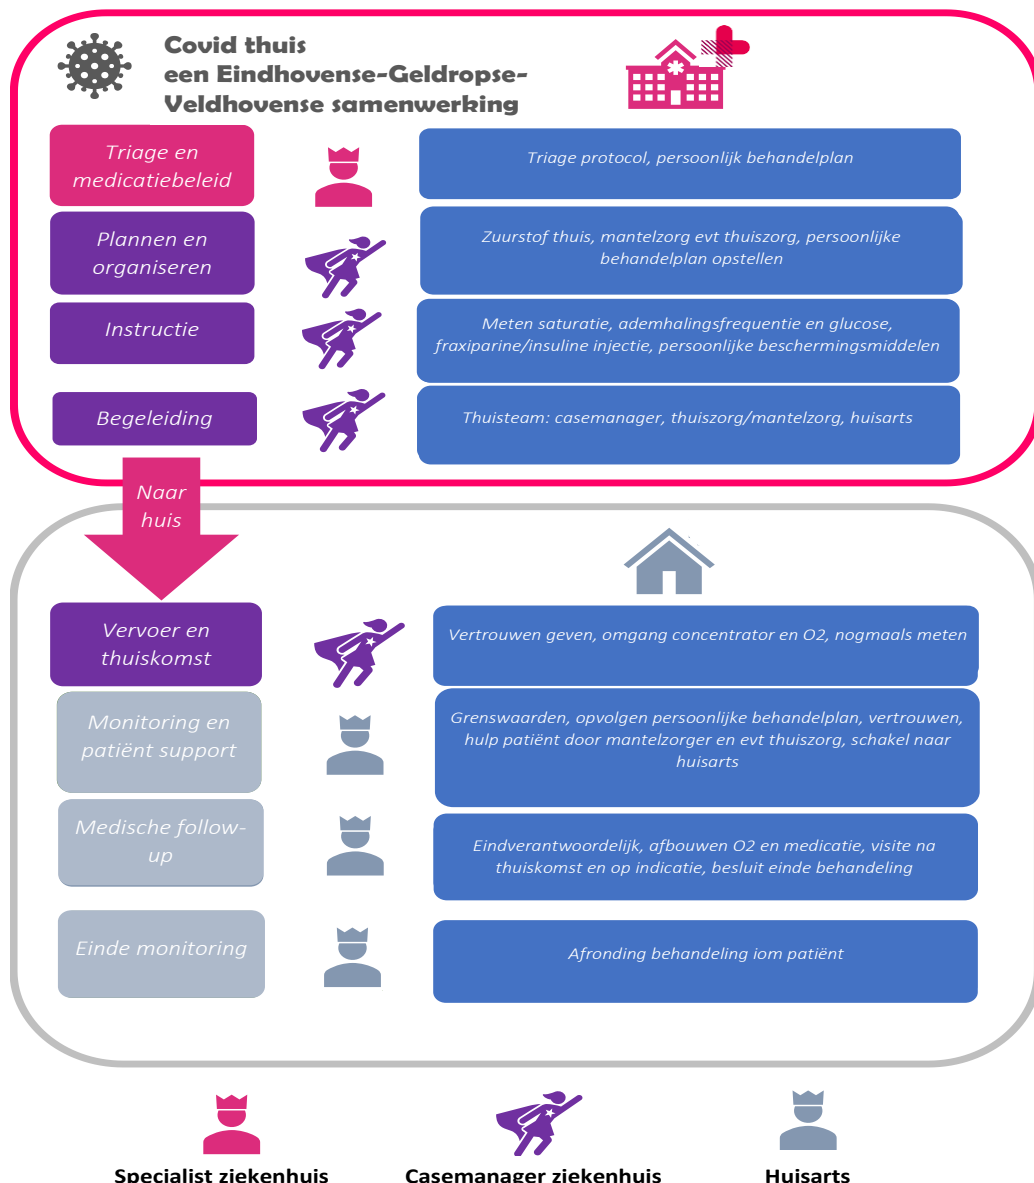 Covid thuis
een Eindhovense-Geldropse-
Veldhovense samenwerking
Triage en
medicatiebeleid
Triage protocol, persoonlijk behandelplan
Plannen en
organiseren
Zuurstof thuis, mantelzorg evt thuiszorg, persoonlijke
behandelplan opstellen
Instructie
Meten saturatie, ademhalingsfrequentie en glucose,
fraxiparine/insuline injectie, persoonlijke beschermingsmiddelen
Begeleiding
Thuisteam: casemanager, thuiszorg/mantelzorg, huisarts
Naar
huis
Vervoer en
thuiskomst
Vertrouwen geven, omgang concentrator en O2, nogmaals meten
Monitoring en
patiënt support
Grenswaarden, opvolgen persoonlijke behandelplan, vertrouwen,
hulp patiënt door mantelzorger en evt thuiszorg, schakel naar
huisarts
Medische follow-
up
Eindverantwoordelijk, afbouwen O2 en medicatie, visite na
thuiskomst en op indicatie, besluit einde behandeling
Einde monitoring
Afronding behandeling iom patiënt
Specialist ziekenhuis
Casemanager ziekenhuis
Huisarts